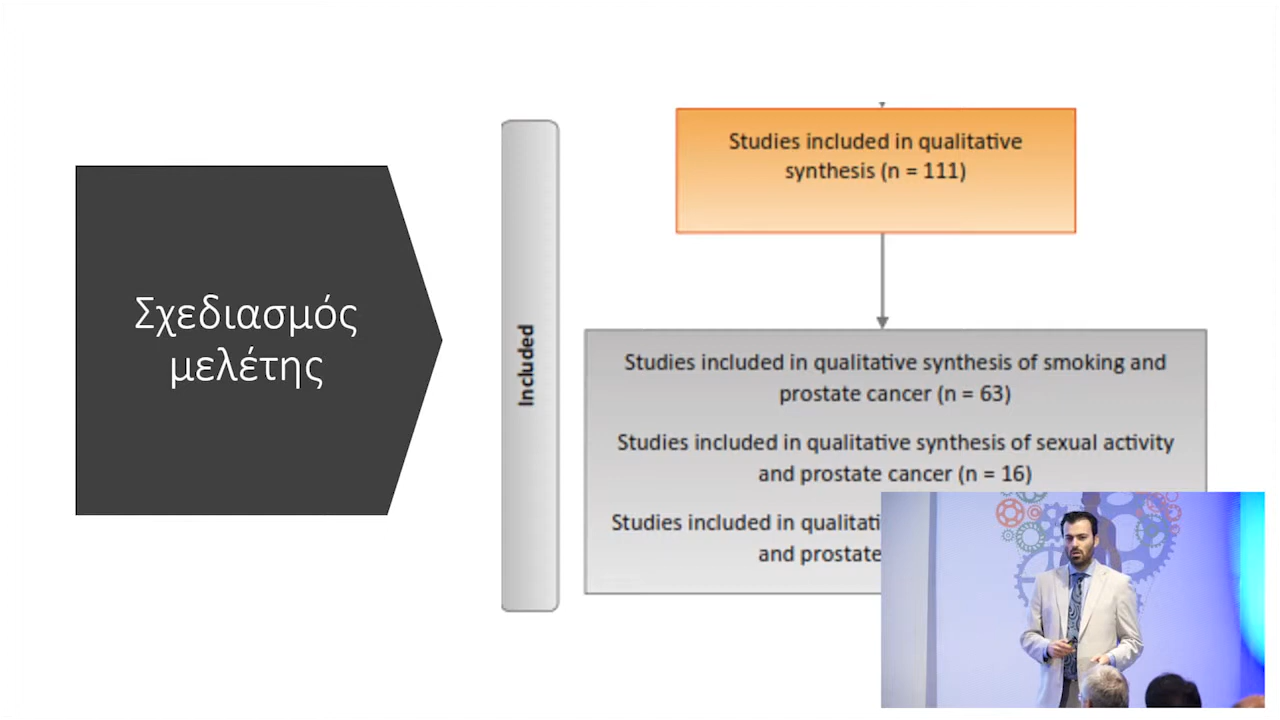 Σχεδιασμός
μελέτης
Included
Studies included in qualitative
synthesis (n = 111)
Studies included in qualitative synthesis of smoking and
prostate cancer (n = 63)
Studies included in qualitative synthesis of sexual activity
and prostate cancer (n = 16)
Studies included in
and prostate